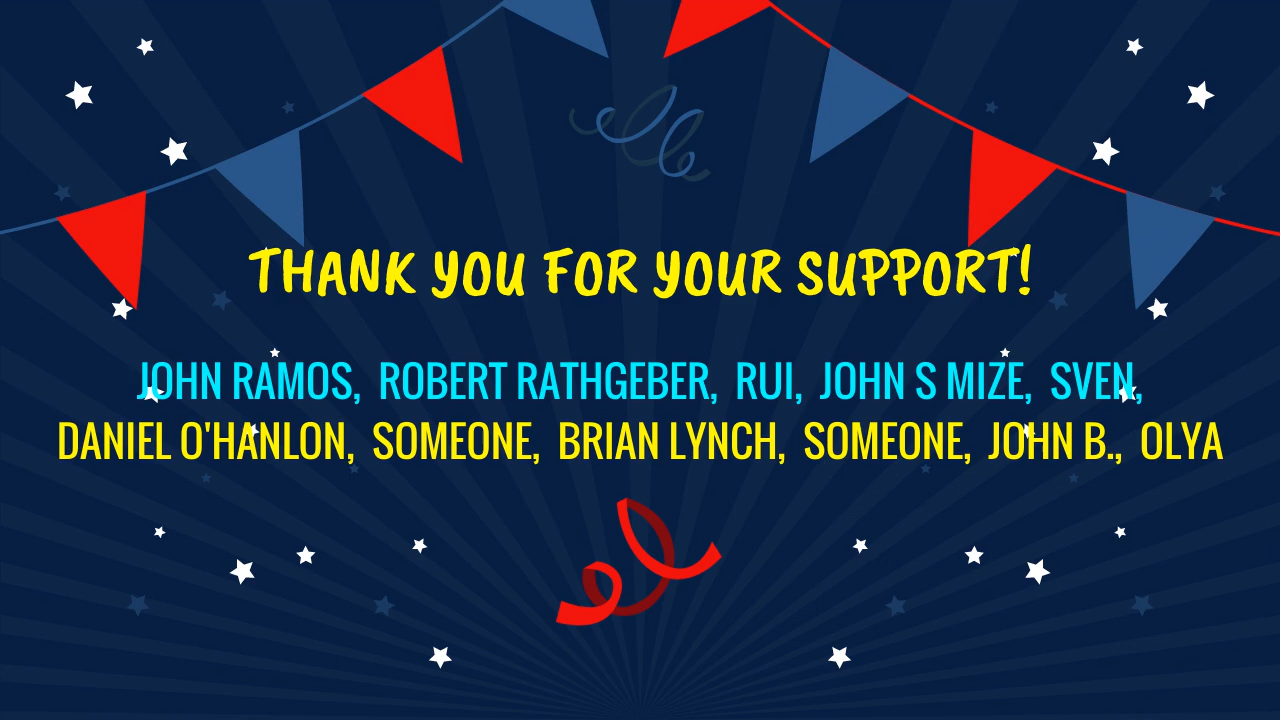 THANK YOU FOR YOUR SUPPORT!
JOHN RAMOS, ROBERT RATHGEBER, RUI, JOHN S MIZE, SVEN,
DANIEL O'HANLON, SOMEONE, BRIAN LYNCH, SOMEONE, JOHN B., OLYA